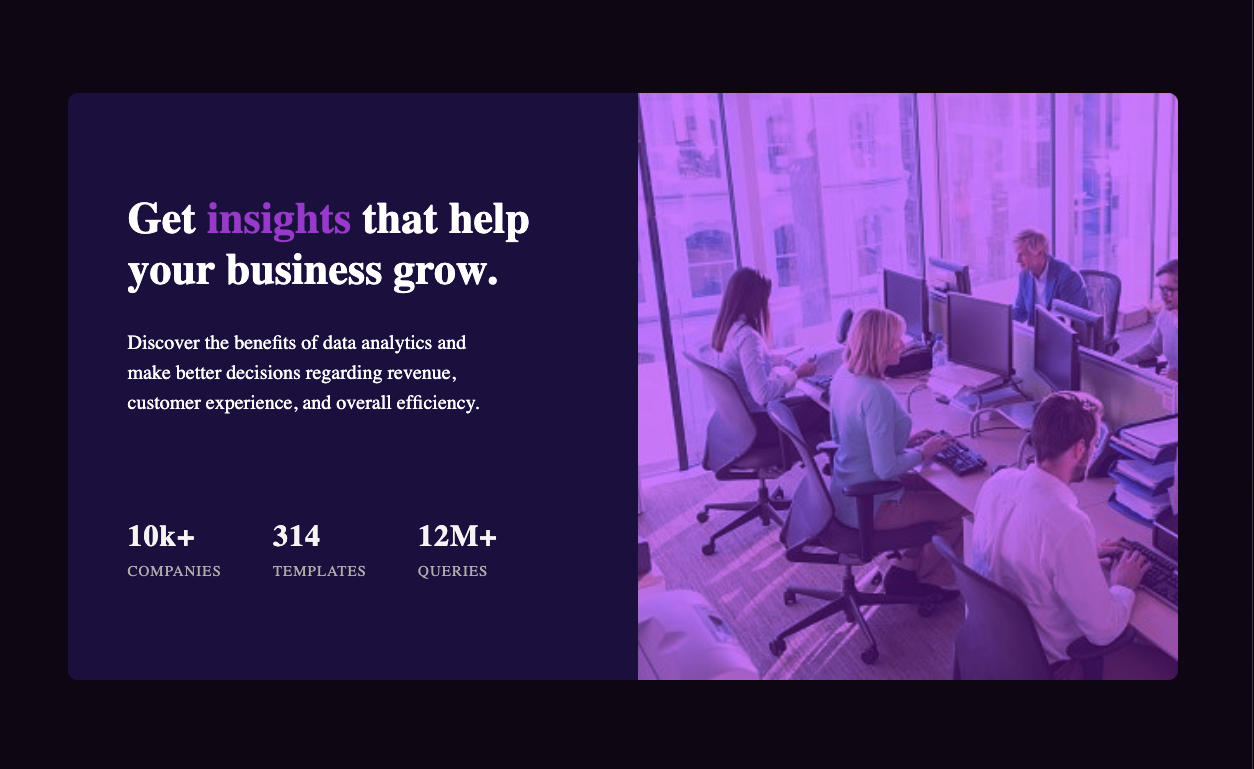 Get insights that help
your business grow.
Discover the benefits of data analytics and
make better decisions regarding revenue,
customer experience, and overall efficiency.
10k+ 314 12M+
COMPANIES TEMPLATES QUERIES